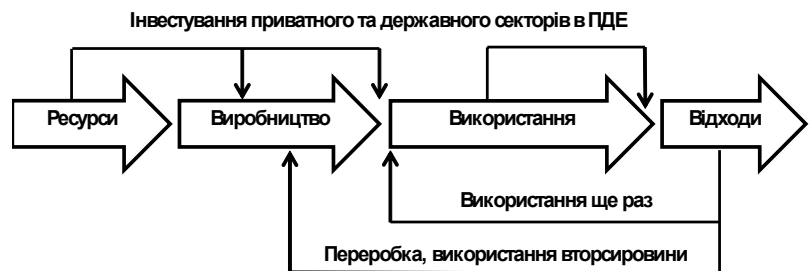 Інвестування приватного та державного секторів в ПДЕ
Ресурси
Виробництво
Використання
Відходи
Використання ще раз
Переробка, використання вторсировини